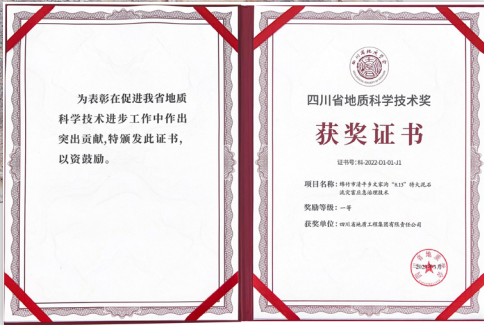 为表彰在促进我省地质
科学技术进步工作中作出
突出贡献,特颁发此证书,
以资鼓励。
四川省地质科学技术奖
获奖证书
证书号:科-2022-D1-01-J1
项目名称: 绵竹市清平乡文家沟“8.13”特大泥石
流灾害应急治理技术
奖励等级: 一等
获奖单位: 四川省地质工程集团有限责任公司